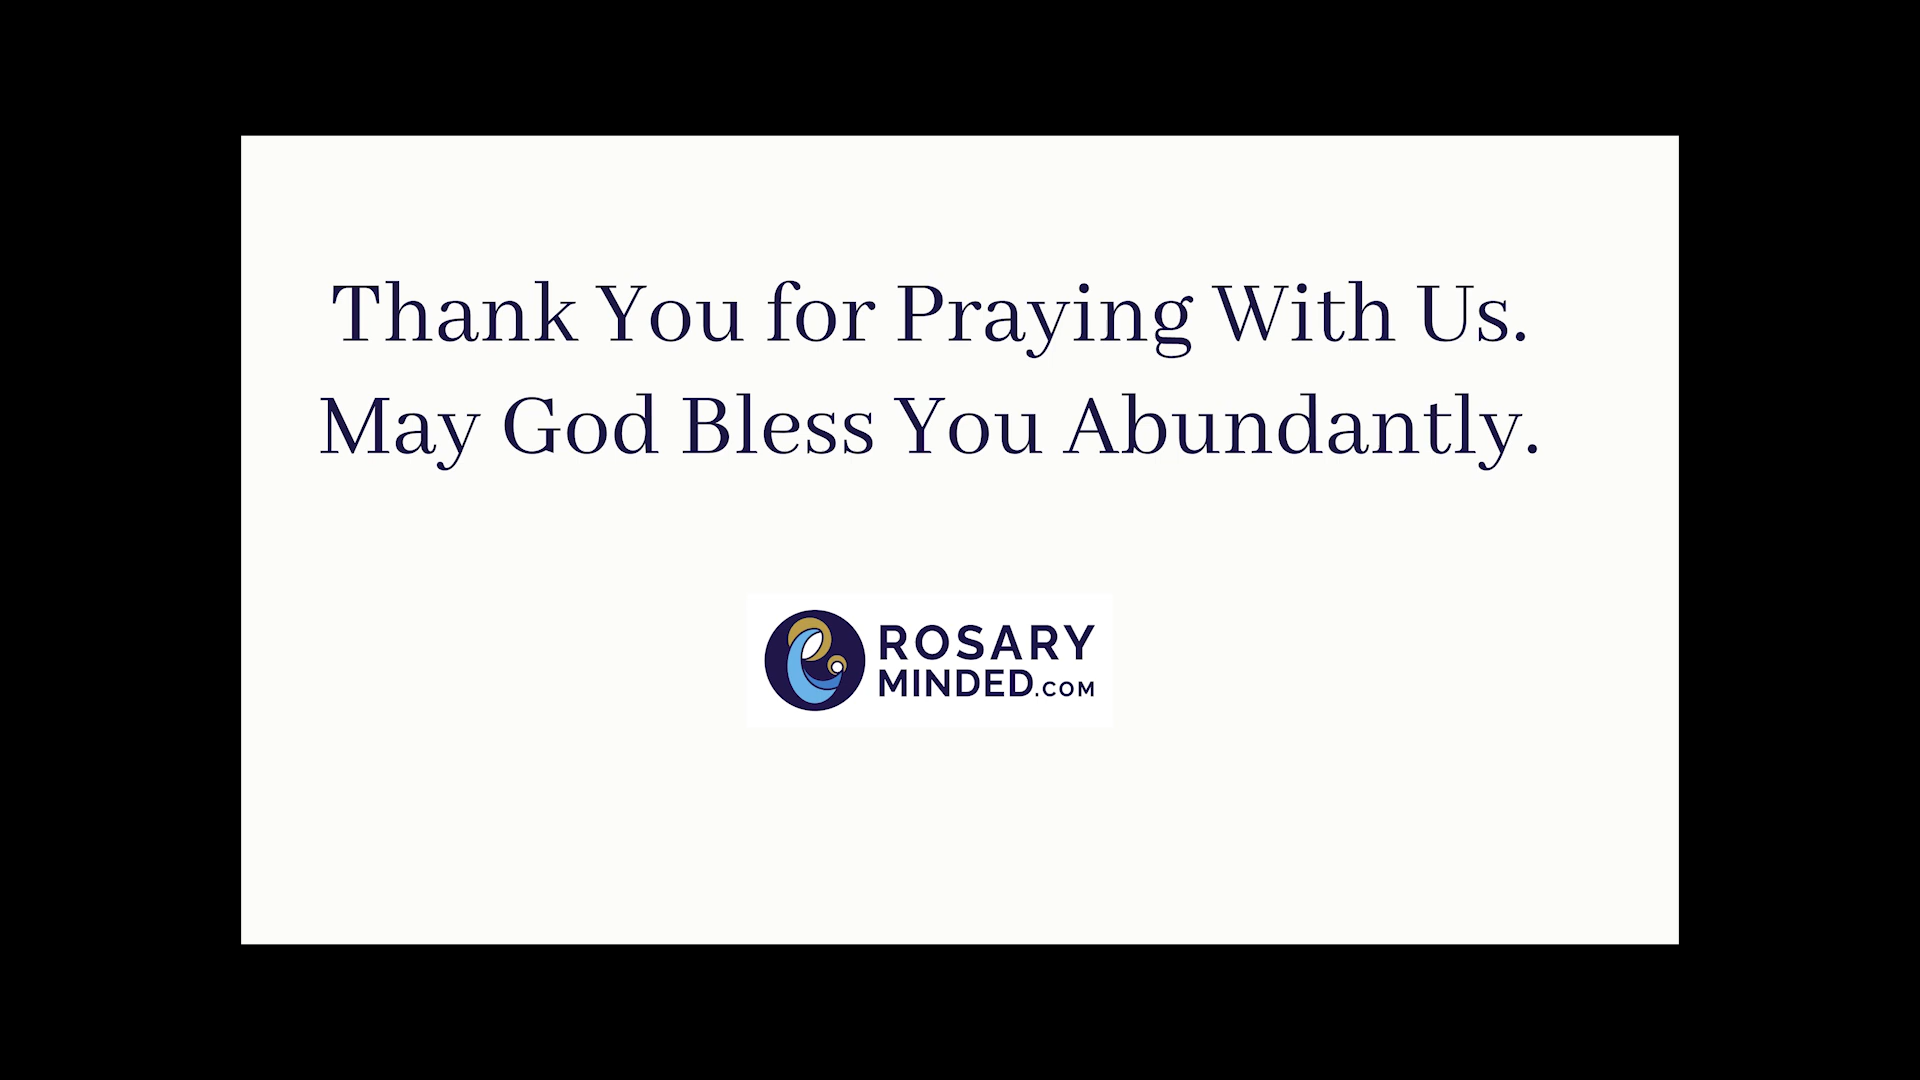 Thank You for Praying With Us.
May God Bless You Abundantly.
ROSARY
MINDED.COM